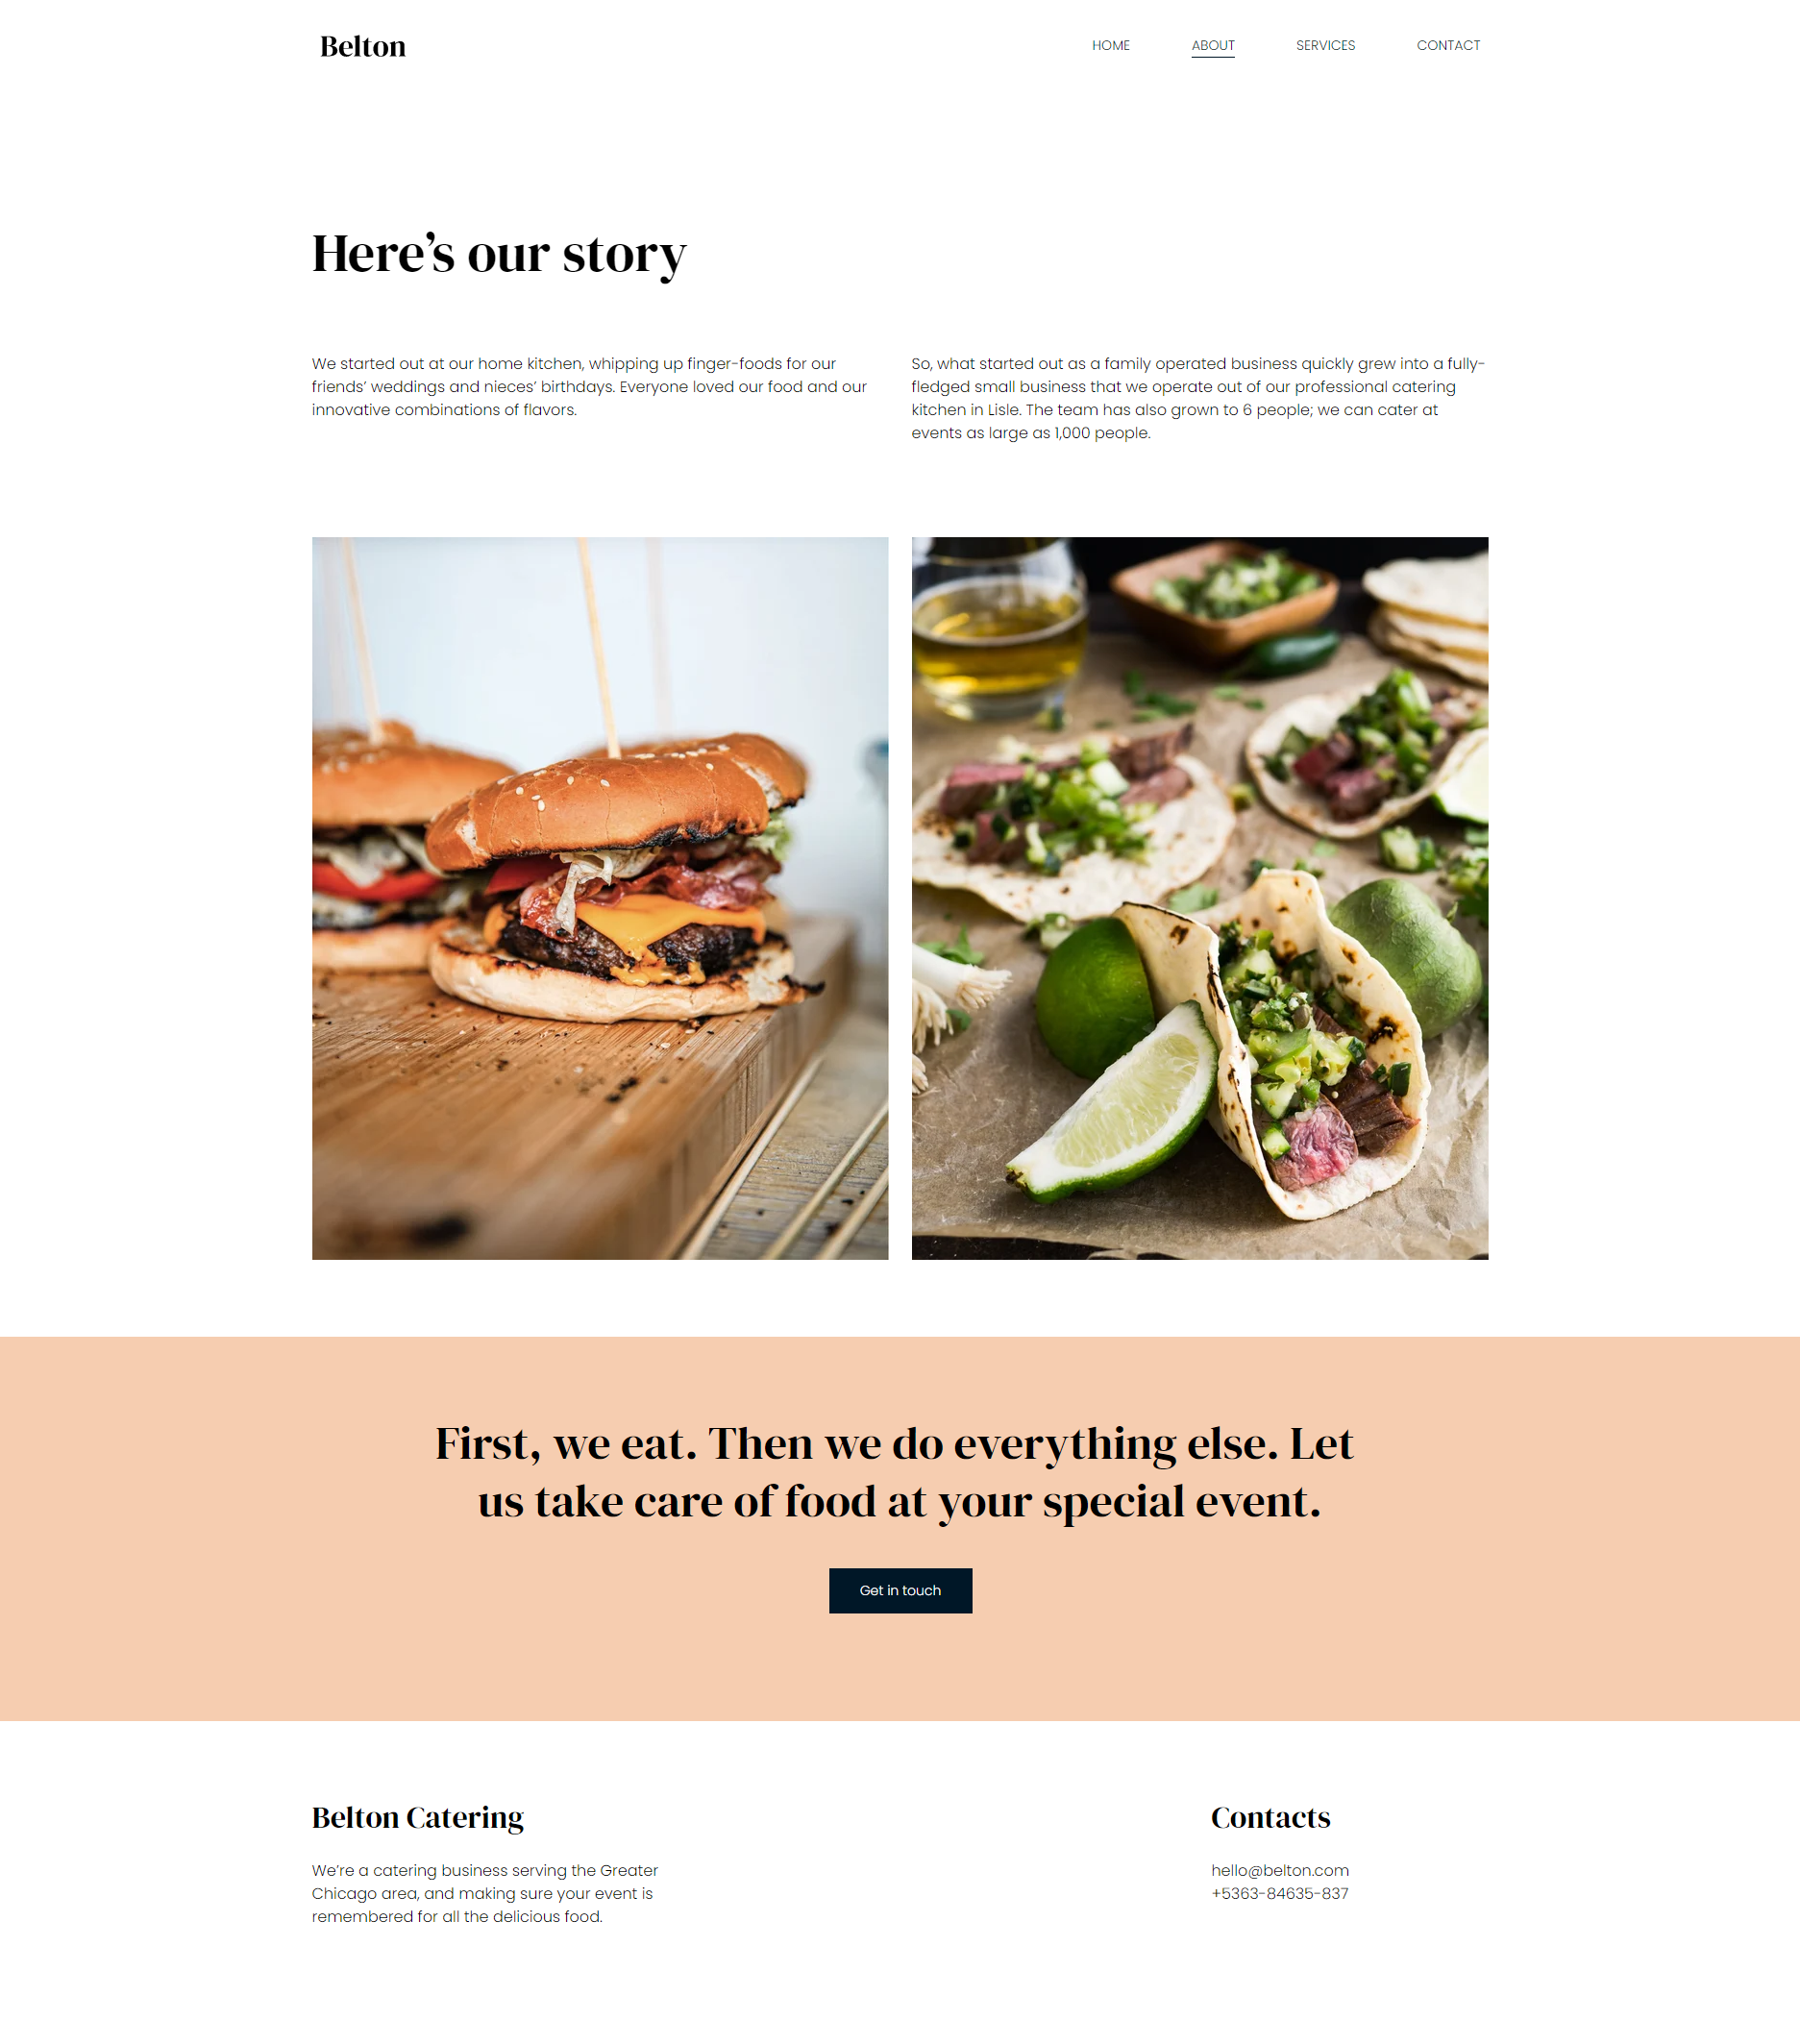 Belton
HOME ABOUT SERVICES CONTACT
Here’s our story
We started out at our home kitchen, whipping up finger-foods for our
friends’ weddings and nieces’ birthdays. Everyone loved our food and our
innovative combinations of flavors.
So, what started out as a family operated business quickly grew into a fully-
fledged small business that we operate out of our professional catering
kitchen in Lisle. The team has also grown to 6 people; we can cater at
events as large as 1,000 people.
First, we eat. Then we do everything else. Let
us take care of food at your special event.
Get in touch
Belton Catering
We’re a catering business serving the Greater
Chicago area, and making sure your event is
remembered for all the delicious food.
Contacts
hello@belton.com
+5363-84635-837